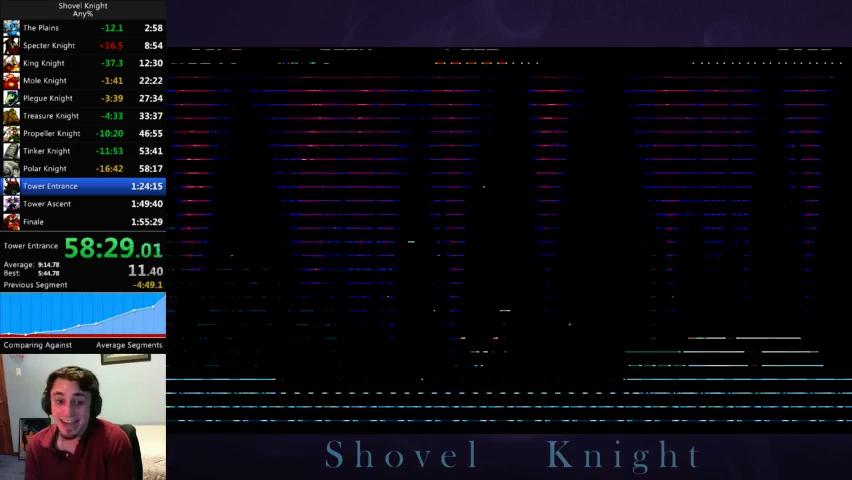 Shovel Knight
Any%
The Plains -12.1 2:58
Specter Knight +16.5 8:54
King Knight -37.3 12:30
Mole Knight -1:41 22:22
Plegue Knight -3:39 27:34
Treasure Knight -4:33 33:37
Propeller Knight -10:20 46:55
Tinker Knight -11:53 53:41
Polar Knight -16:42 58:17
Tower Entrance 1:24:15
Tower Ascent 1:49:40
Finale 1:55:29
Tower Entrance 58:29.01
Average: 9:14.78
Best: 5:44.78 11.40
Previous Segment -4:49.1
Comparing Against Average Segments
Shovel Knight